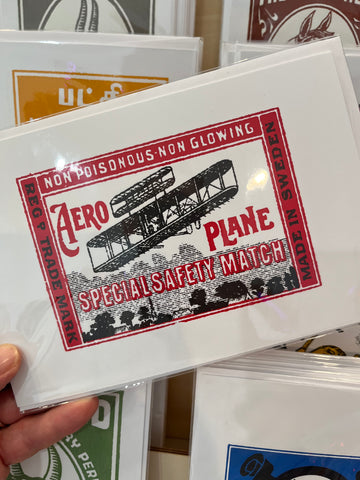 NON POISONOUS-NON GLOWING
REGD TRADE MARK
AERO
PLANE
MADE IN SWEDEN
SPECIAL SAFETY MATCH